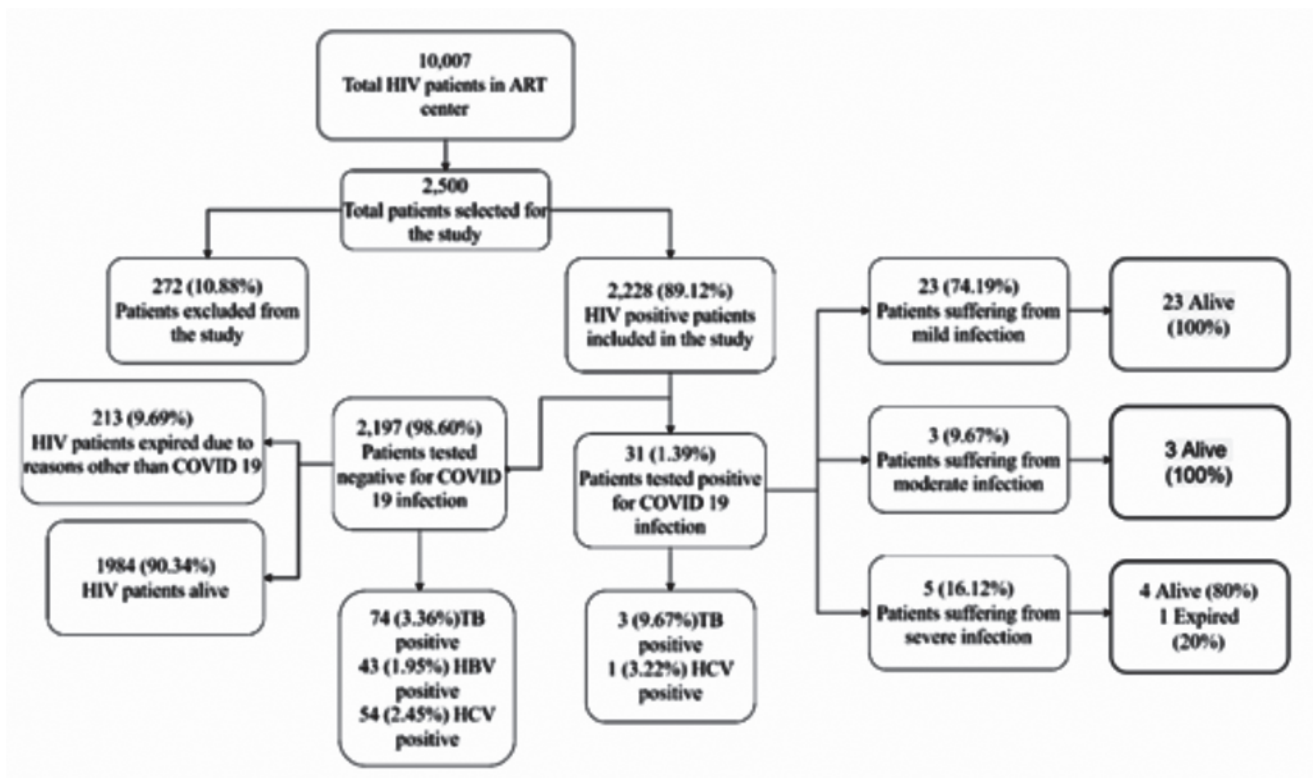 10,007
Total HIV patients in ART
center
2,500
Total patients selected for
the study
272 (10.88%)
Patients excluded from
the study
2,228 (89.12%)
HIV positive patients
included in the study
23 (74.19%)
Patients suffering from
mild infection
23 Alive
(100%)
213 (9.69%)
HIV patients expired due to
reasons other than COVID 19
2,197 (98.60%)
Patients tested
negative for COVID
19 infection
31 (1.39%)
Patients tested positive
for COVID 19
infection
3 (9.67%)
Patients suffering from
moderate infection
3 Alive
(100%)
1984 (90.34%)
HIV patients alive
74 (3.36%)TB
positive
43 (1.95%) HBV
positive
54 (2.45%) HCV
positive
3 (9.67%)TB
positive
1 (3.22%) HCV
positive
5 (16.12%)
Patients suffering from
severe infection
4 Alive (80%)
1 Expired
(20%)